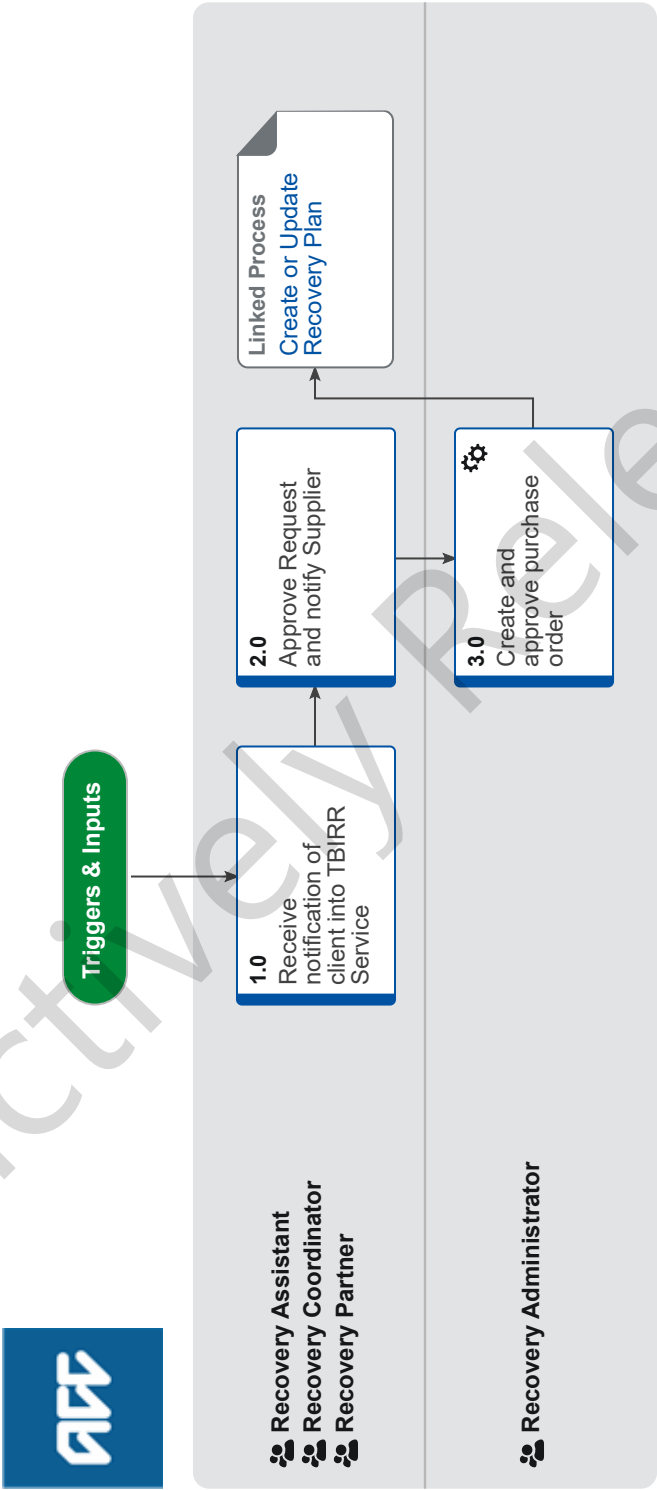 acc
Triggers & Inputs
Recovery Assistant
Recovery Coordinator
Recovery Partner
1.0
Receive
notification of
client into TBIRR
Service
2.0
Approve Request
and notify Supplier
Linked Process
Create or Update
Recovery Plan
Recovery Administrator
3.0
Create and
approve purchase
order
ctively Rele